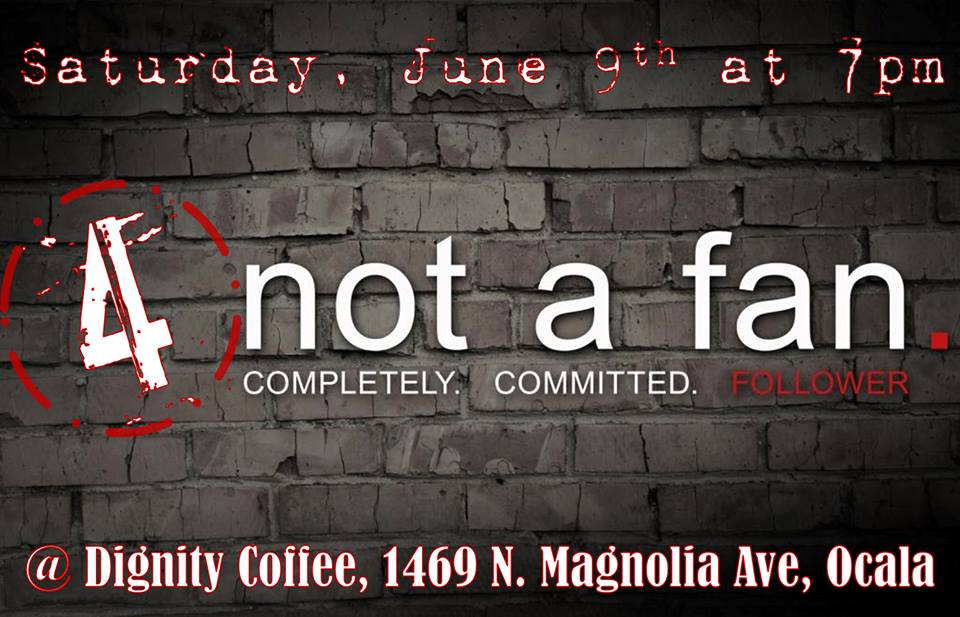 Saturday, June 9th at 7pm
4 not a fan.
COMPLETELY. COMMITTED. FOLLOWER
@ Dignity Coffee, 1469 N. Magnolia Ave, Ocala